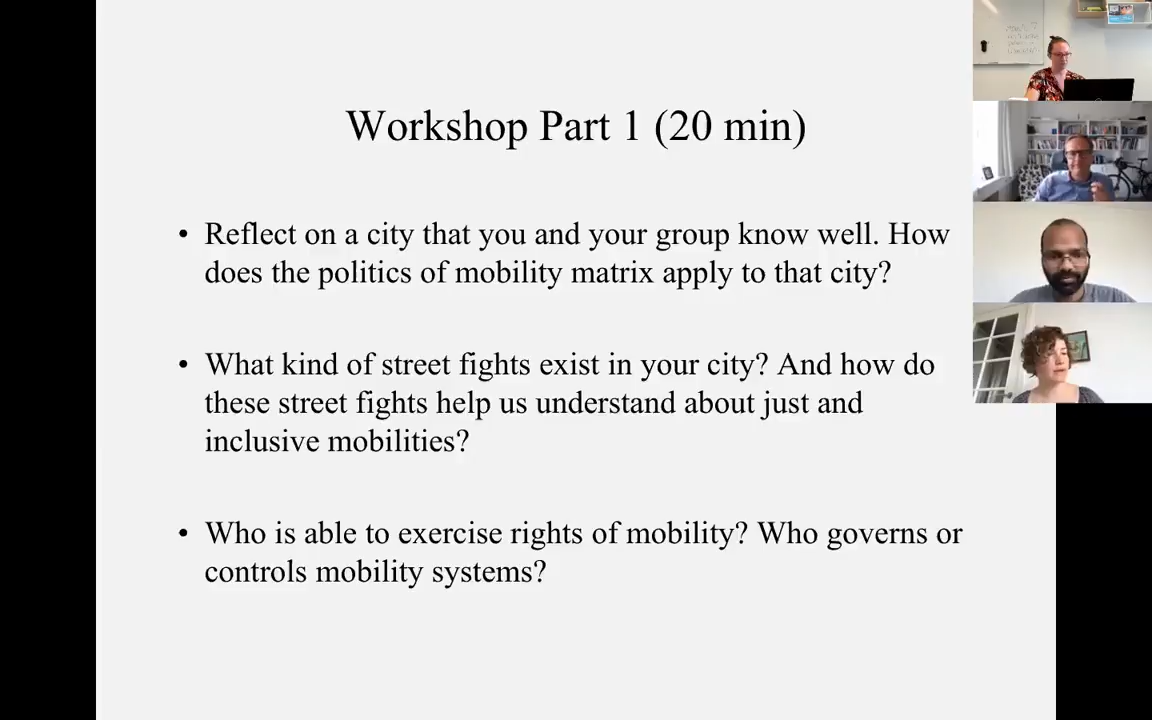 Workshop Part 1 (20 min)
• Reflect on a city that you and your group know well. How
does the politics of mobility matrix apply to that city?
• What kind of street fights exist in your city? And how do
these street fights help us understand about just and
inclusive mobilities?
• Who is able to exercise rights of mobility? Who governs or
controls mobility systems?